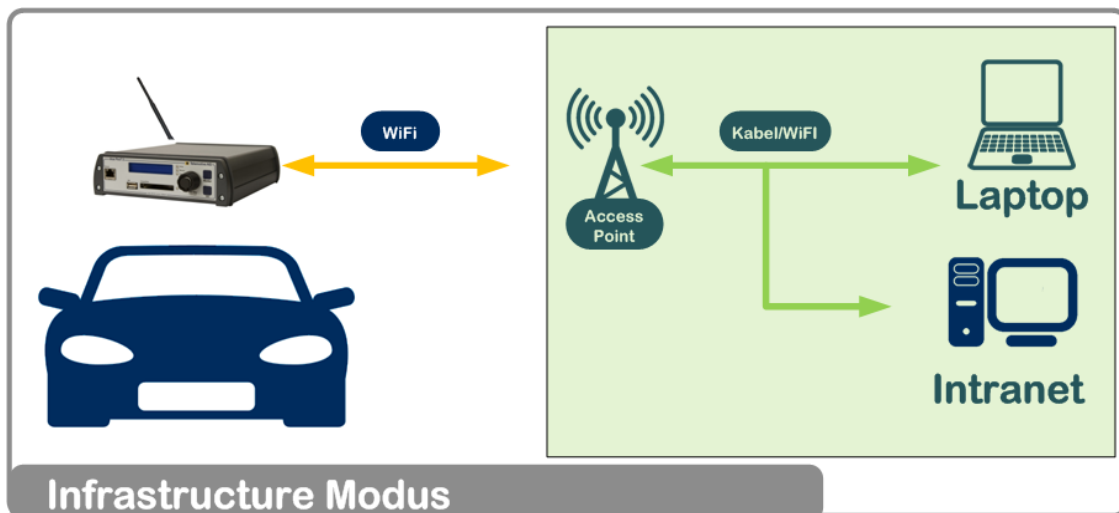 WiFi
Kabel/WiFI
Access
Point
Laptop
Intranet
Infrastructure Modus